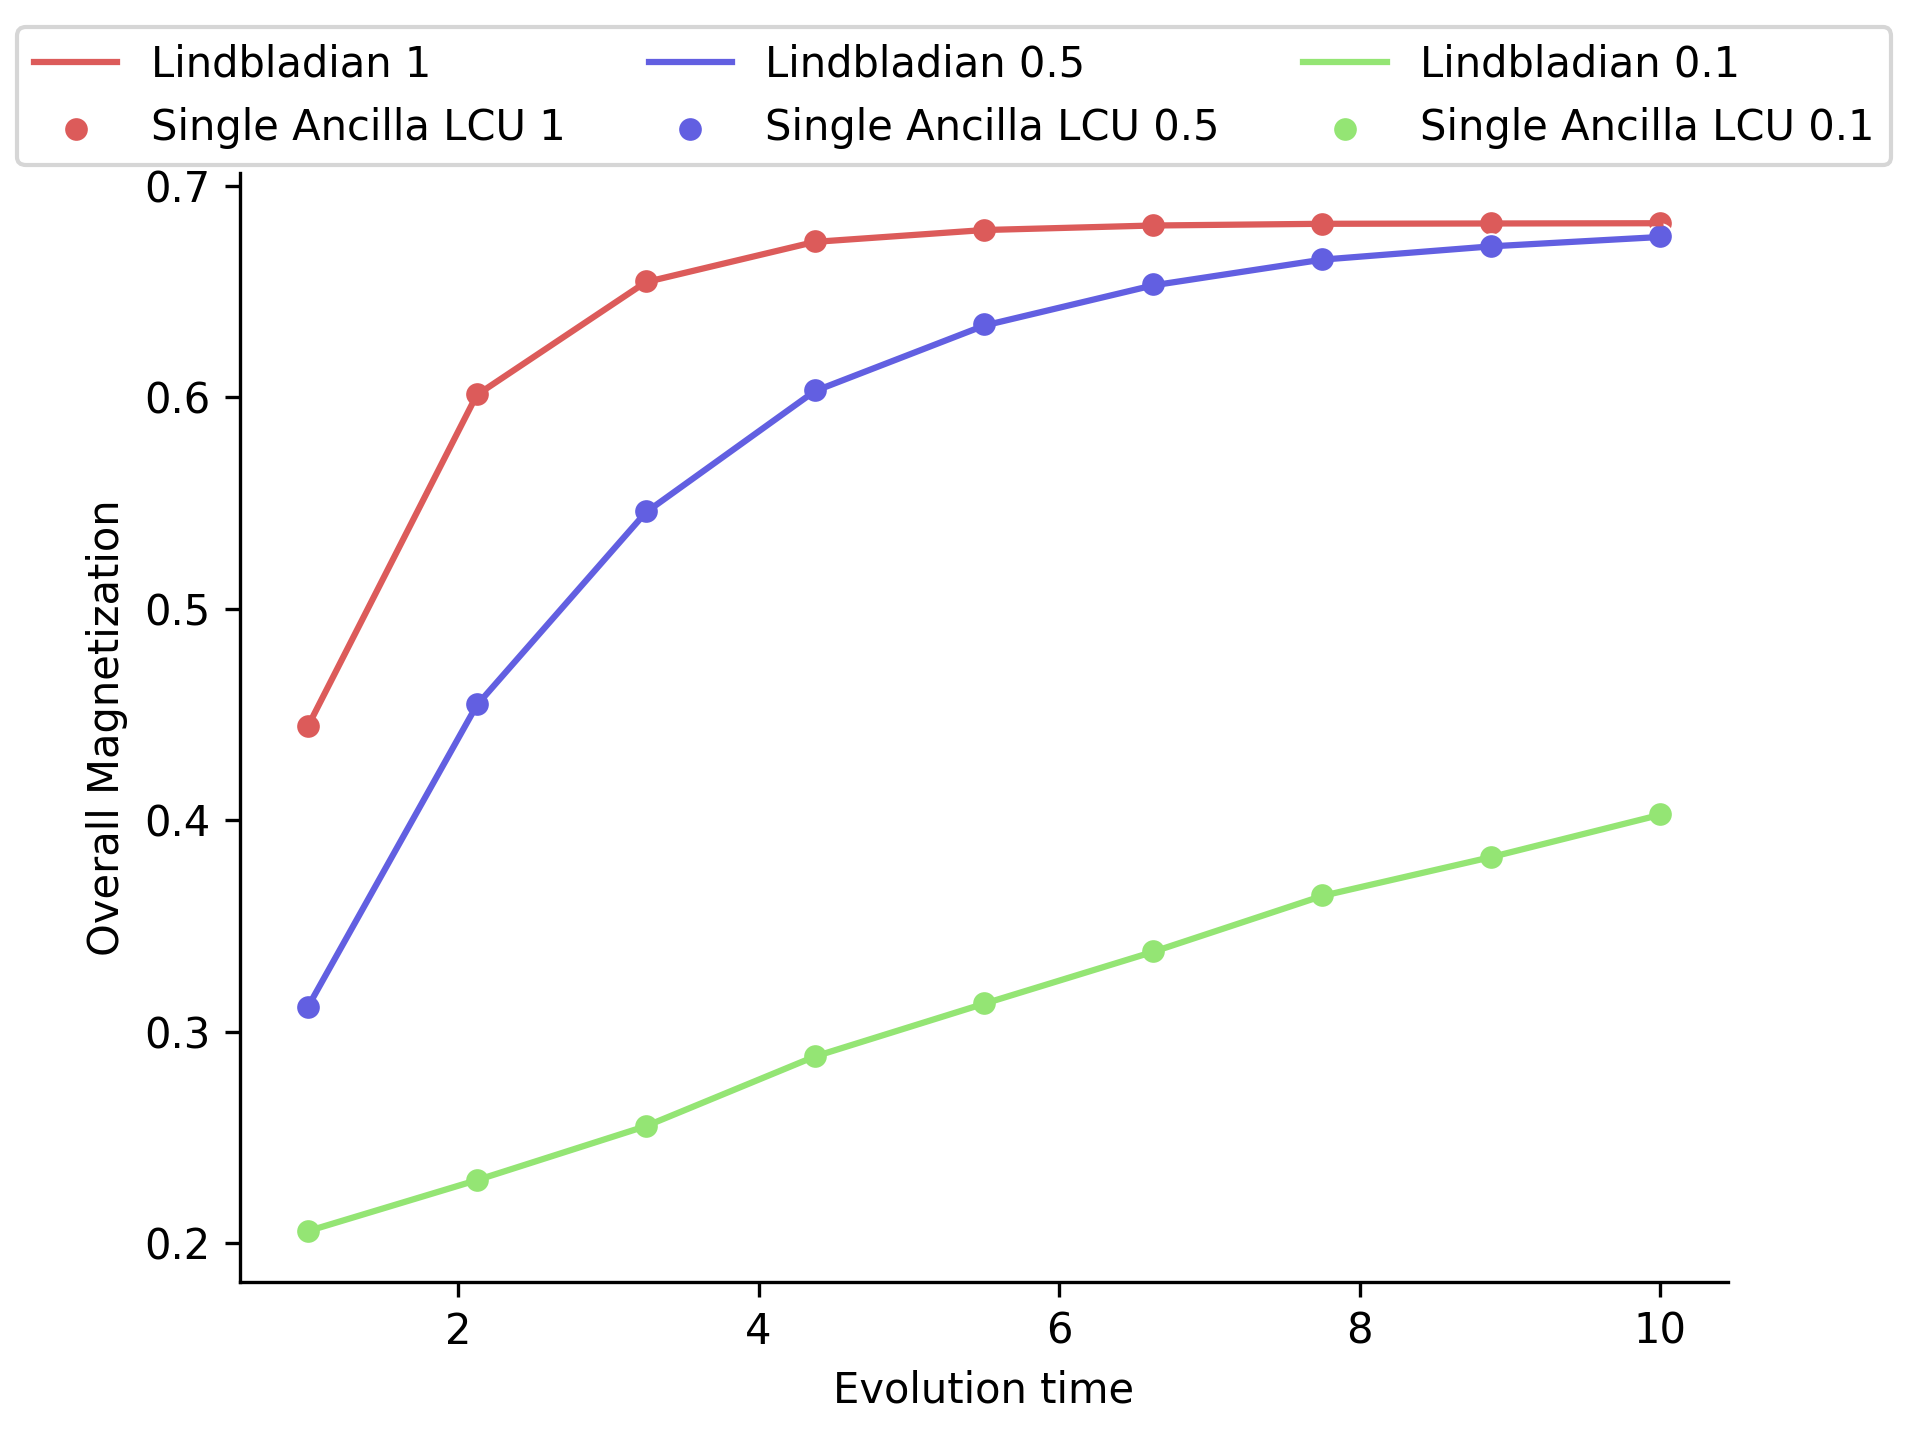 Lindbladian 1 Lindbladian 0.5 Lindbladian 0.1
Single Ancilla LCU 1 Single Ancilla LCU 0.5 Single Ancilla LCU 0.1
0.7
0.6
0.5
0.4
0.3
0.2
Overall Magnetization
2 4 6 8 10
Evolution time